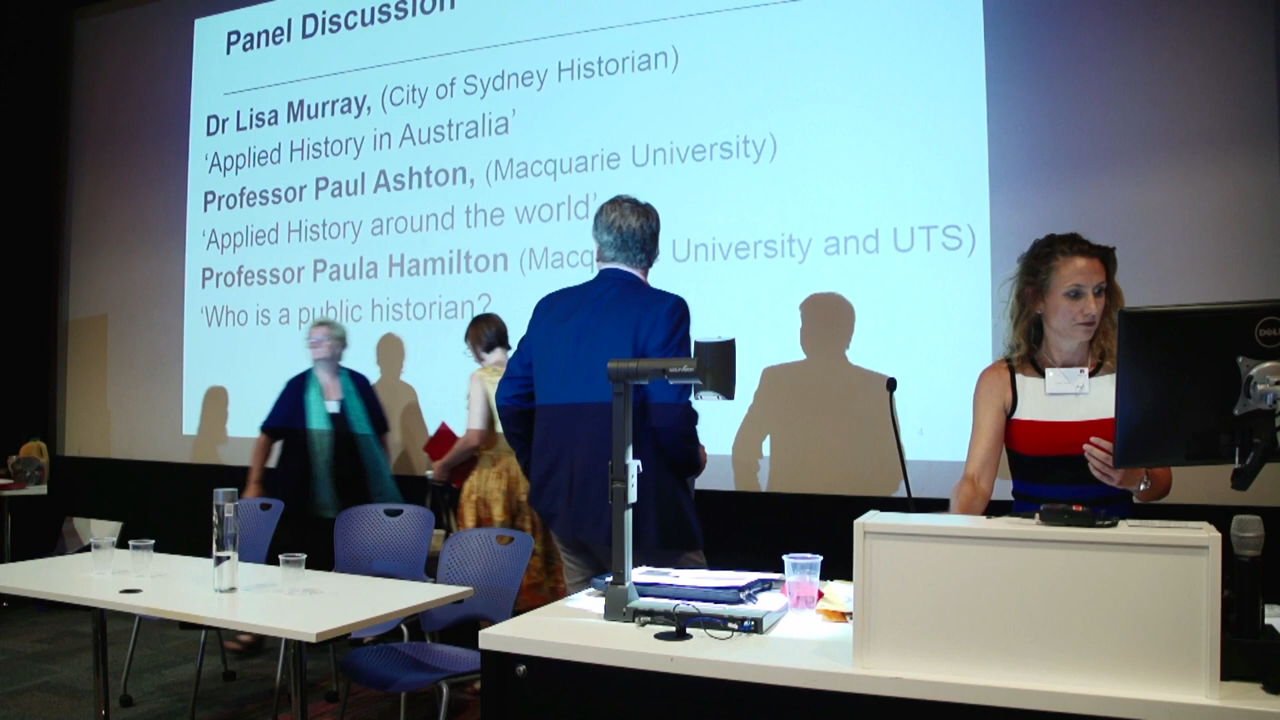 Panel Discussion
Dr Lisa Murray, (City of Sydney Historian)
‘Applied History in Australia’
Professor Paul Ashton, (Macquarie University)
‘Applied History around the world’
Professor Paula Hamilton (Macq University and UTS)
‘Who is a public historian?
DELL